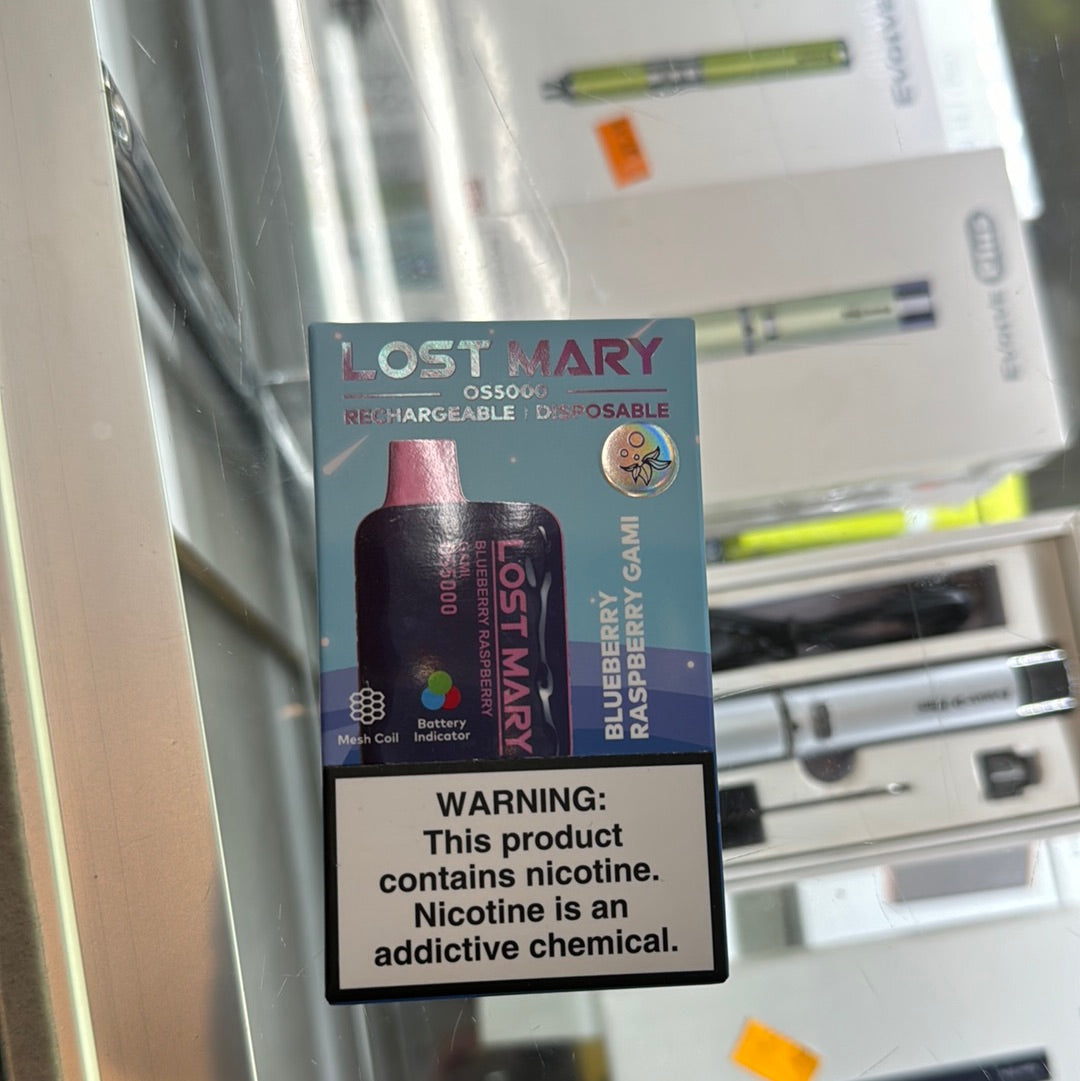 LOST MARY
OS5000
RECHARGEABLE | DISPOSABLE
BLUEBERRY
RASPBERRY GAMI
LOST MARY
BLUEBERRY RASPBERRY
GAMI
OS5000
Mesh Coil
Battery
Indicator
WARNING:
This product
contains nicotine.
Nicotine is an
addictive chemical.
EVOLVE
EVOLVE